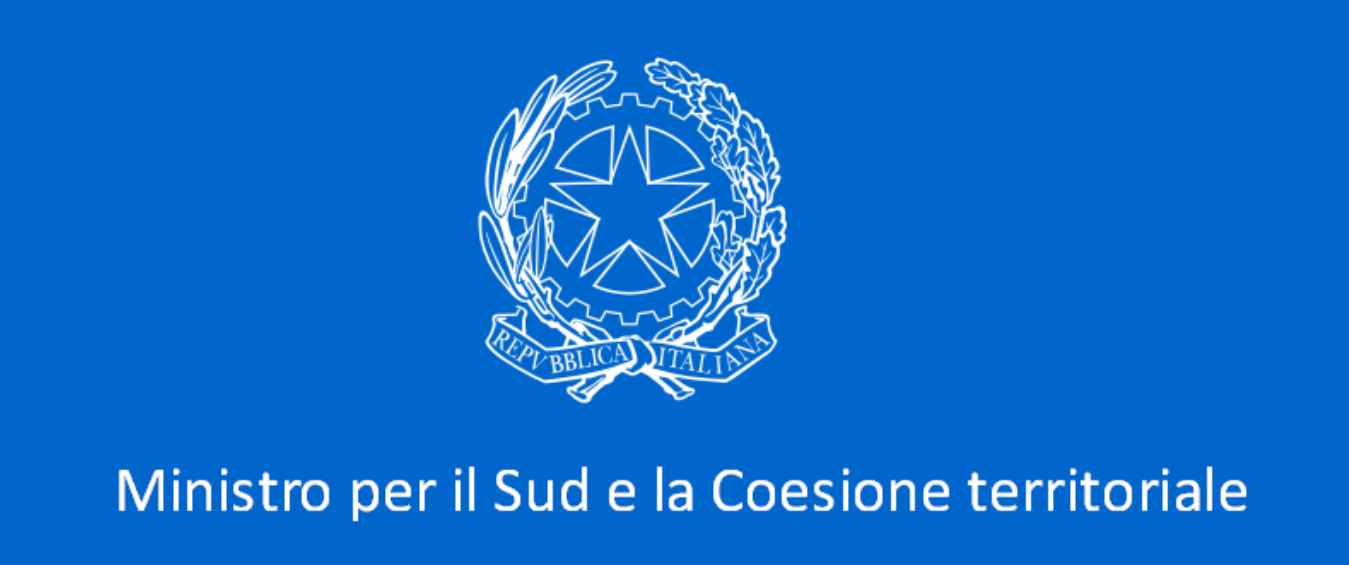 REPVBBLICA ITALIANA
Ministro per il Sud e la Coesione territoriale